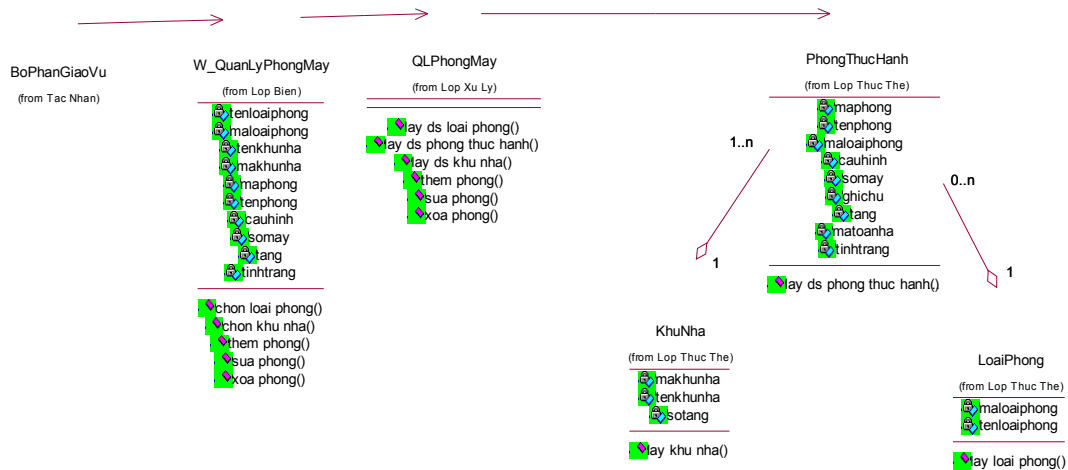 BoPhanGiaoVu
(from Tac Nhan)
W_QuanLyPhongMay
(from Lop Bien)
tenloaiphong
maloaiphong
tenkhunha
makhunha
maphong
tenphong
cauhinh
somay
tang
tinhtrang
chon loai phong()
chon khu nha()
them phong()
sua phong()
xoa phong()
QLPhongMay
(from Lop Xu Ly)
lay ds loai phong()
lay ds phong thuc hanh()
lay ds khu nha()
them phong()
sua phong()
xoa phong()
PhongThucHanh
(from Lop Thuc The)
maphong
tenphong
maloaiphong
cauhinh
somay
ghichu
tang
matoanha
tinhtrang
lay ds phong thuc hanh()
1..n
1
0..n
1
KhuNha
(from Lop Thuc The)
makhunha
tenkhunha
sotang
lay khu nha()
LoaiPhong
(from Lop Thuc The)
maloaiphong
tenloaiphong
lay loai phong()